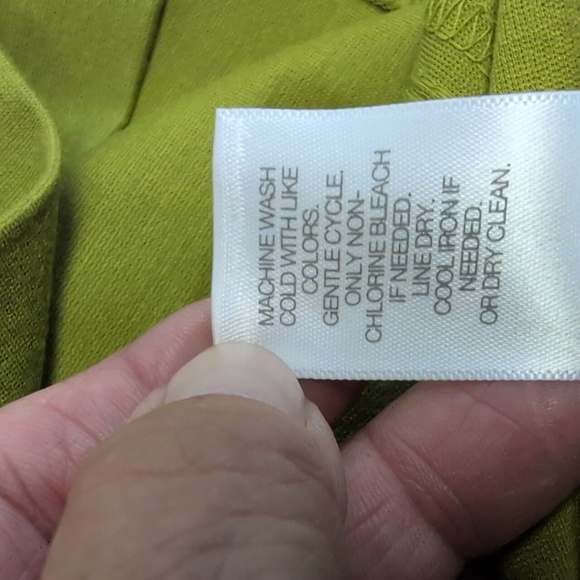 MACHINE WASH
COLD WITH LIKE
COLORS.
GENTLE CYCLE.
ONLY NON-
CHLORINE BLEACH
IF NEEDED.
LINE DRY.
COOL IRON IF
NEEDED.
OR DRY CLEAN.